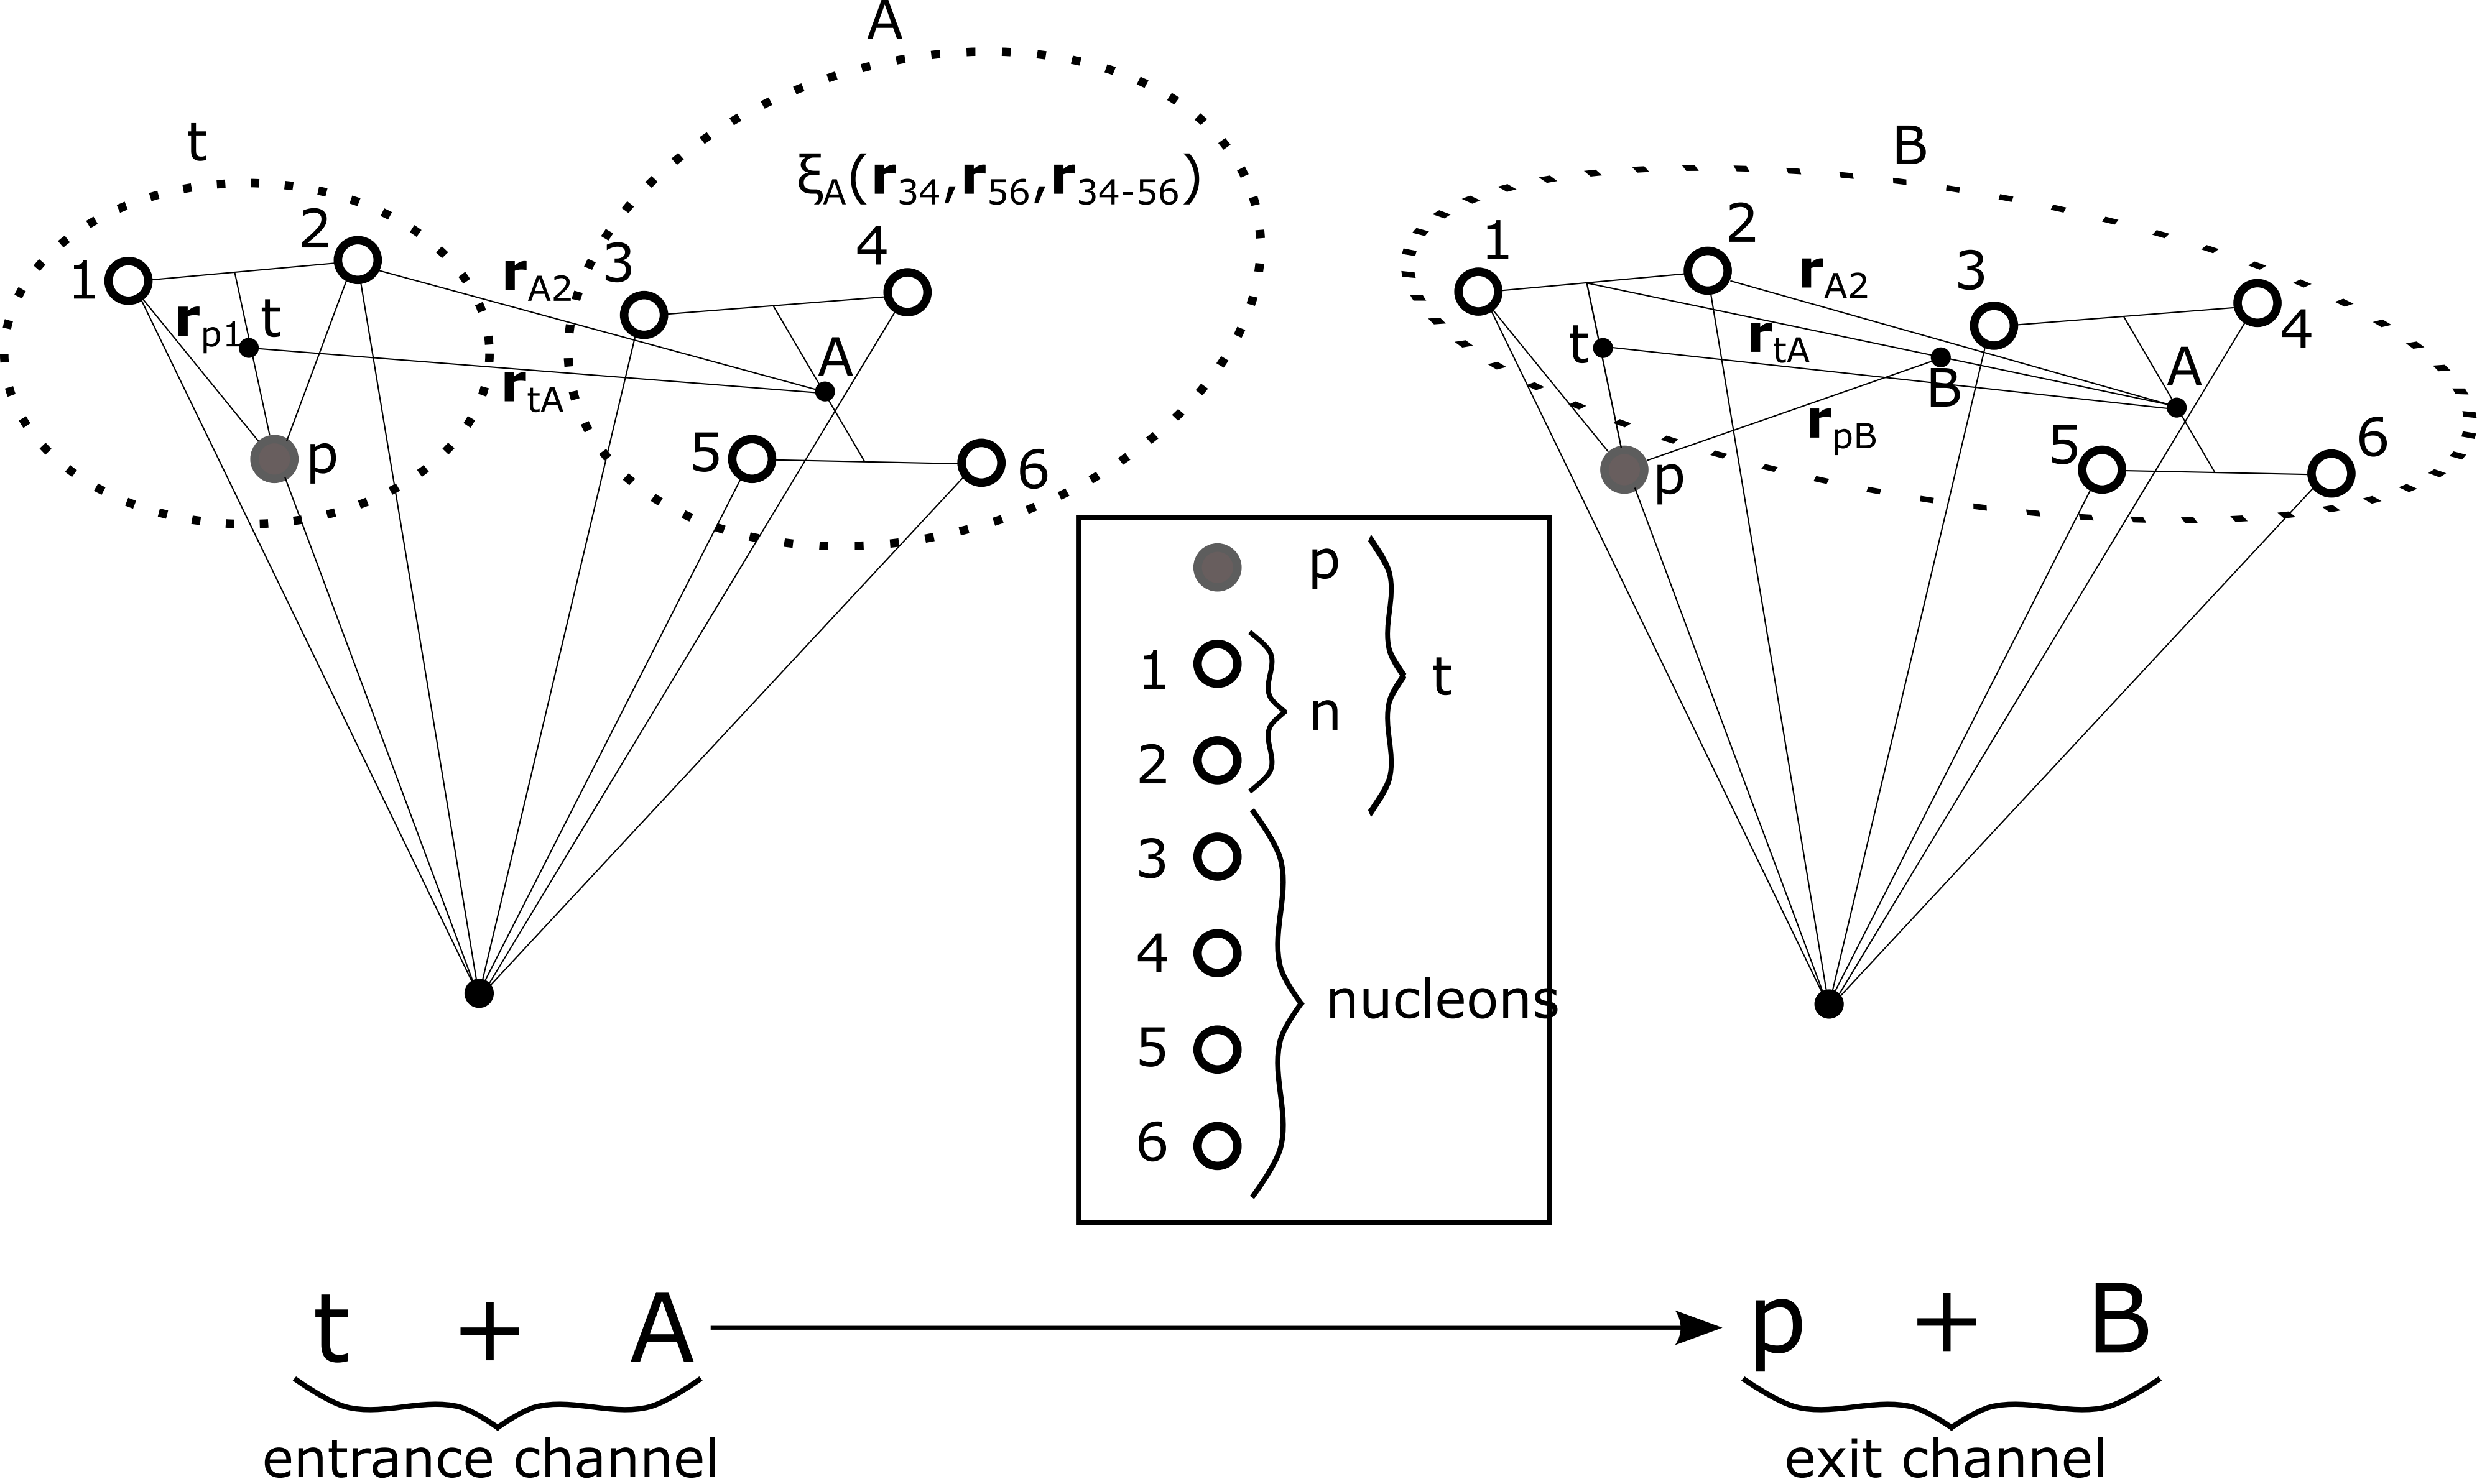 A
t
B
ξA(r34,r56,r34-56)
1
2
rA2
3
4
rp1
t
A
rtA
p
5
6
1
2
rA2
3
4
t
rtA
B
A
rpB
p
5
6
p
1
n
t
2
3
4
nucleons
5
6
t + A
p + B
entrance channel
exit channel